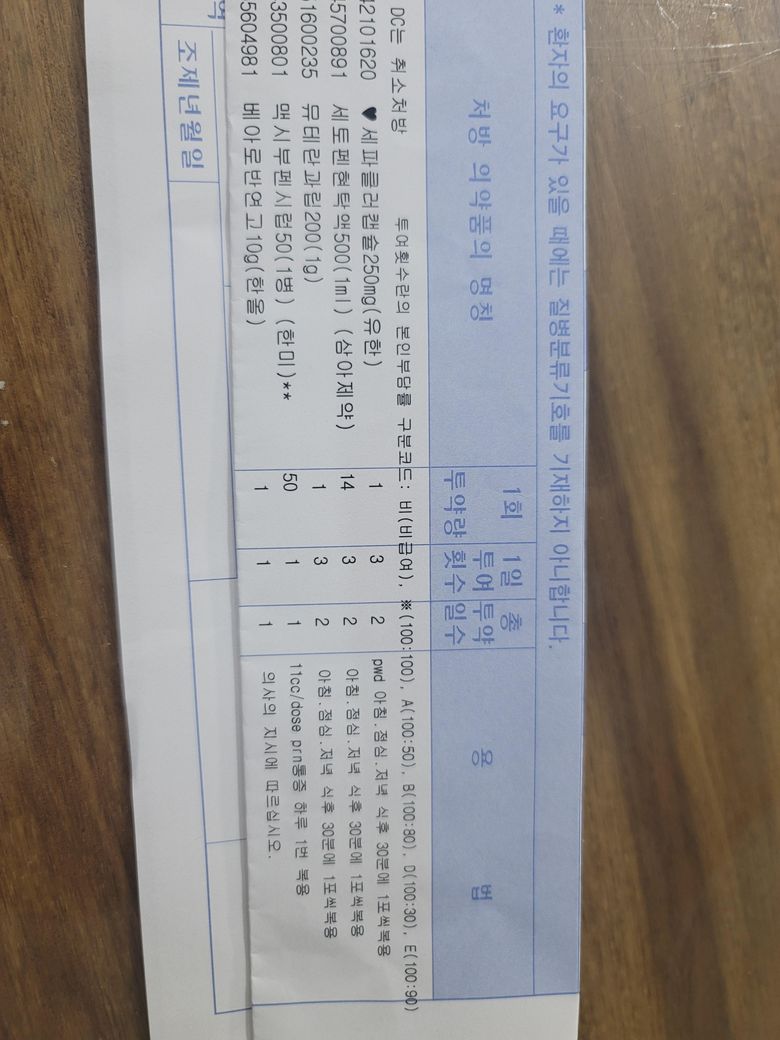 * 환자의 요구가 있을 때에는 질병분류기호를 기재하지 아니합니다.
처방 의약품의 명칭 1회 투약량 1일 투여 횟수 총 투약 일수 용 법
DC는 취소처방 투여횟수란의 본인부담률 구분코드: 비(비급여), ※(100:100), A(100:50), B(100:80), D(100:30), E(100:90)
42101620 ♥세파클러캡슐250mg(유한) 1 3 2 pwd 아침.점심.저녁 식후 30분에 1포씩복용
45700891 세토펜현탁액500(1ml) (삼아제약) 14 3 2 아침.점심.저녁 식후 30분에 1포씩복용
51600235 뮤테란과립200(1g) 1 3 2 아침.점심.저녁 식후 30분에 1포씩복용
3500801 맥시부펜시럽50(1병) (한미)** 50 1 1 11cc/dose prn통증 하루 1번 복용
5604981 베아로반연고10g(한올) 1 1 1 의사의 지시에 따르십시오.
조제년월일